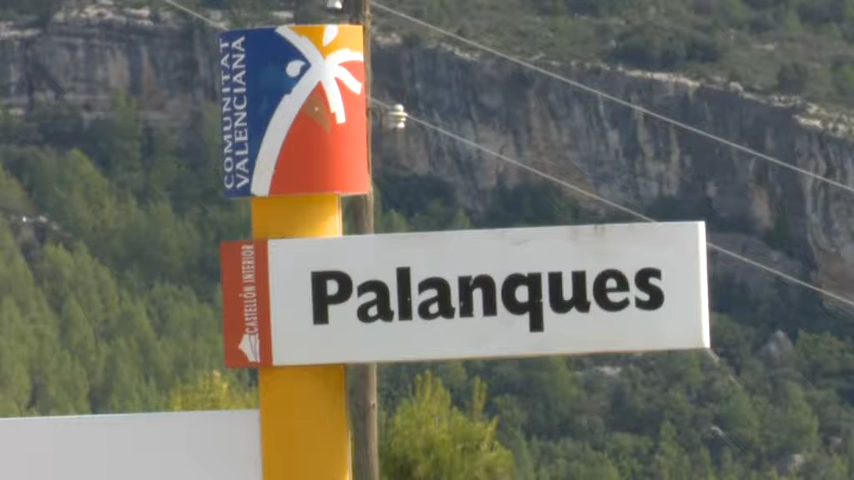 COMUNITAT
VALENCIANA
CASTELLÓN INTERIOR
Palanques